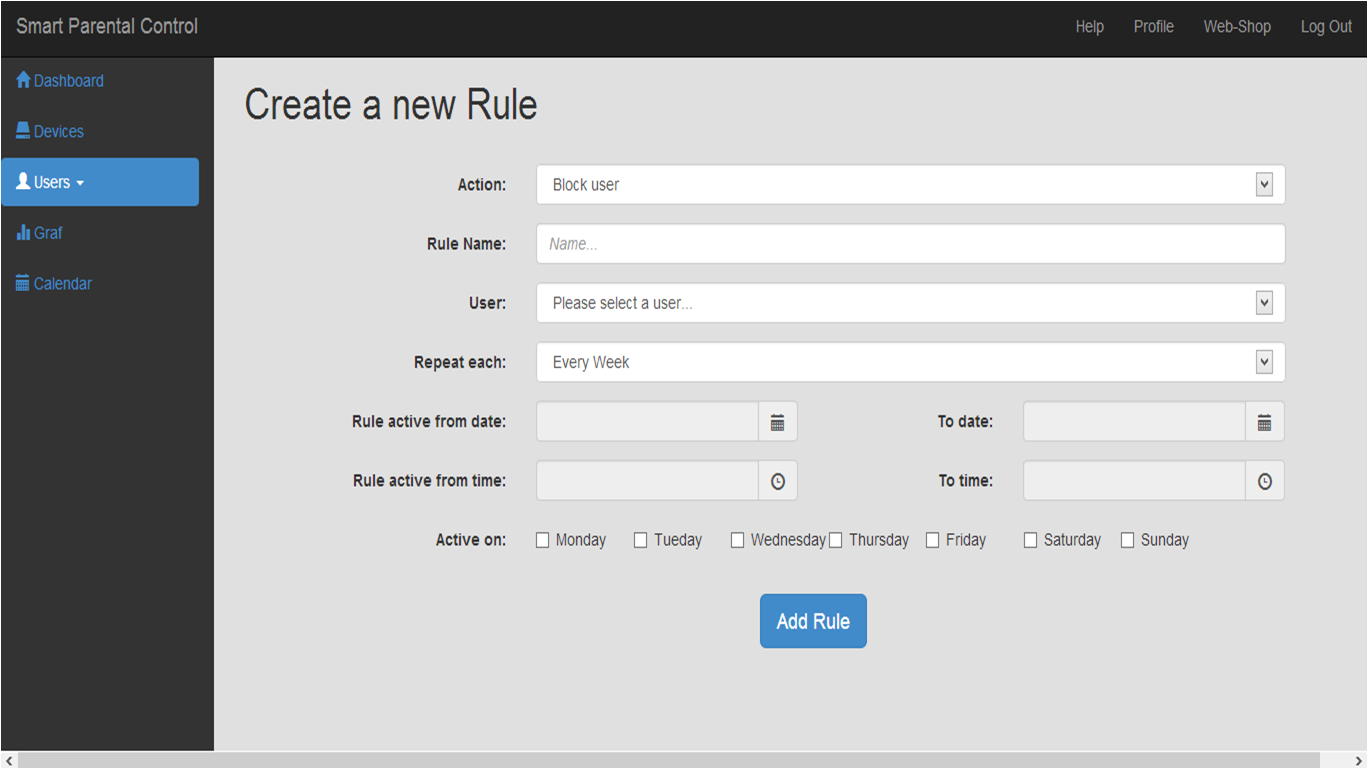 Smart Parental Control
Help Profile Web-Shop Log Out
Dashboard
Devices
Users
Graf
Calendar
Create a new Rule
Action: Block user
Rule Name: Name...
User: Please select a user...
Repeat each: Every Week
Rule active from date: To date:
Rule active from time: To time:
Active on: Monday Tueday Wednesday Thursday Friday Saturday Sunday
Add Rule